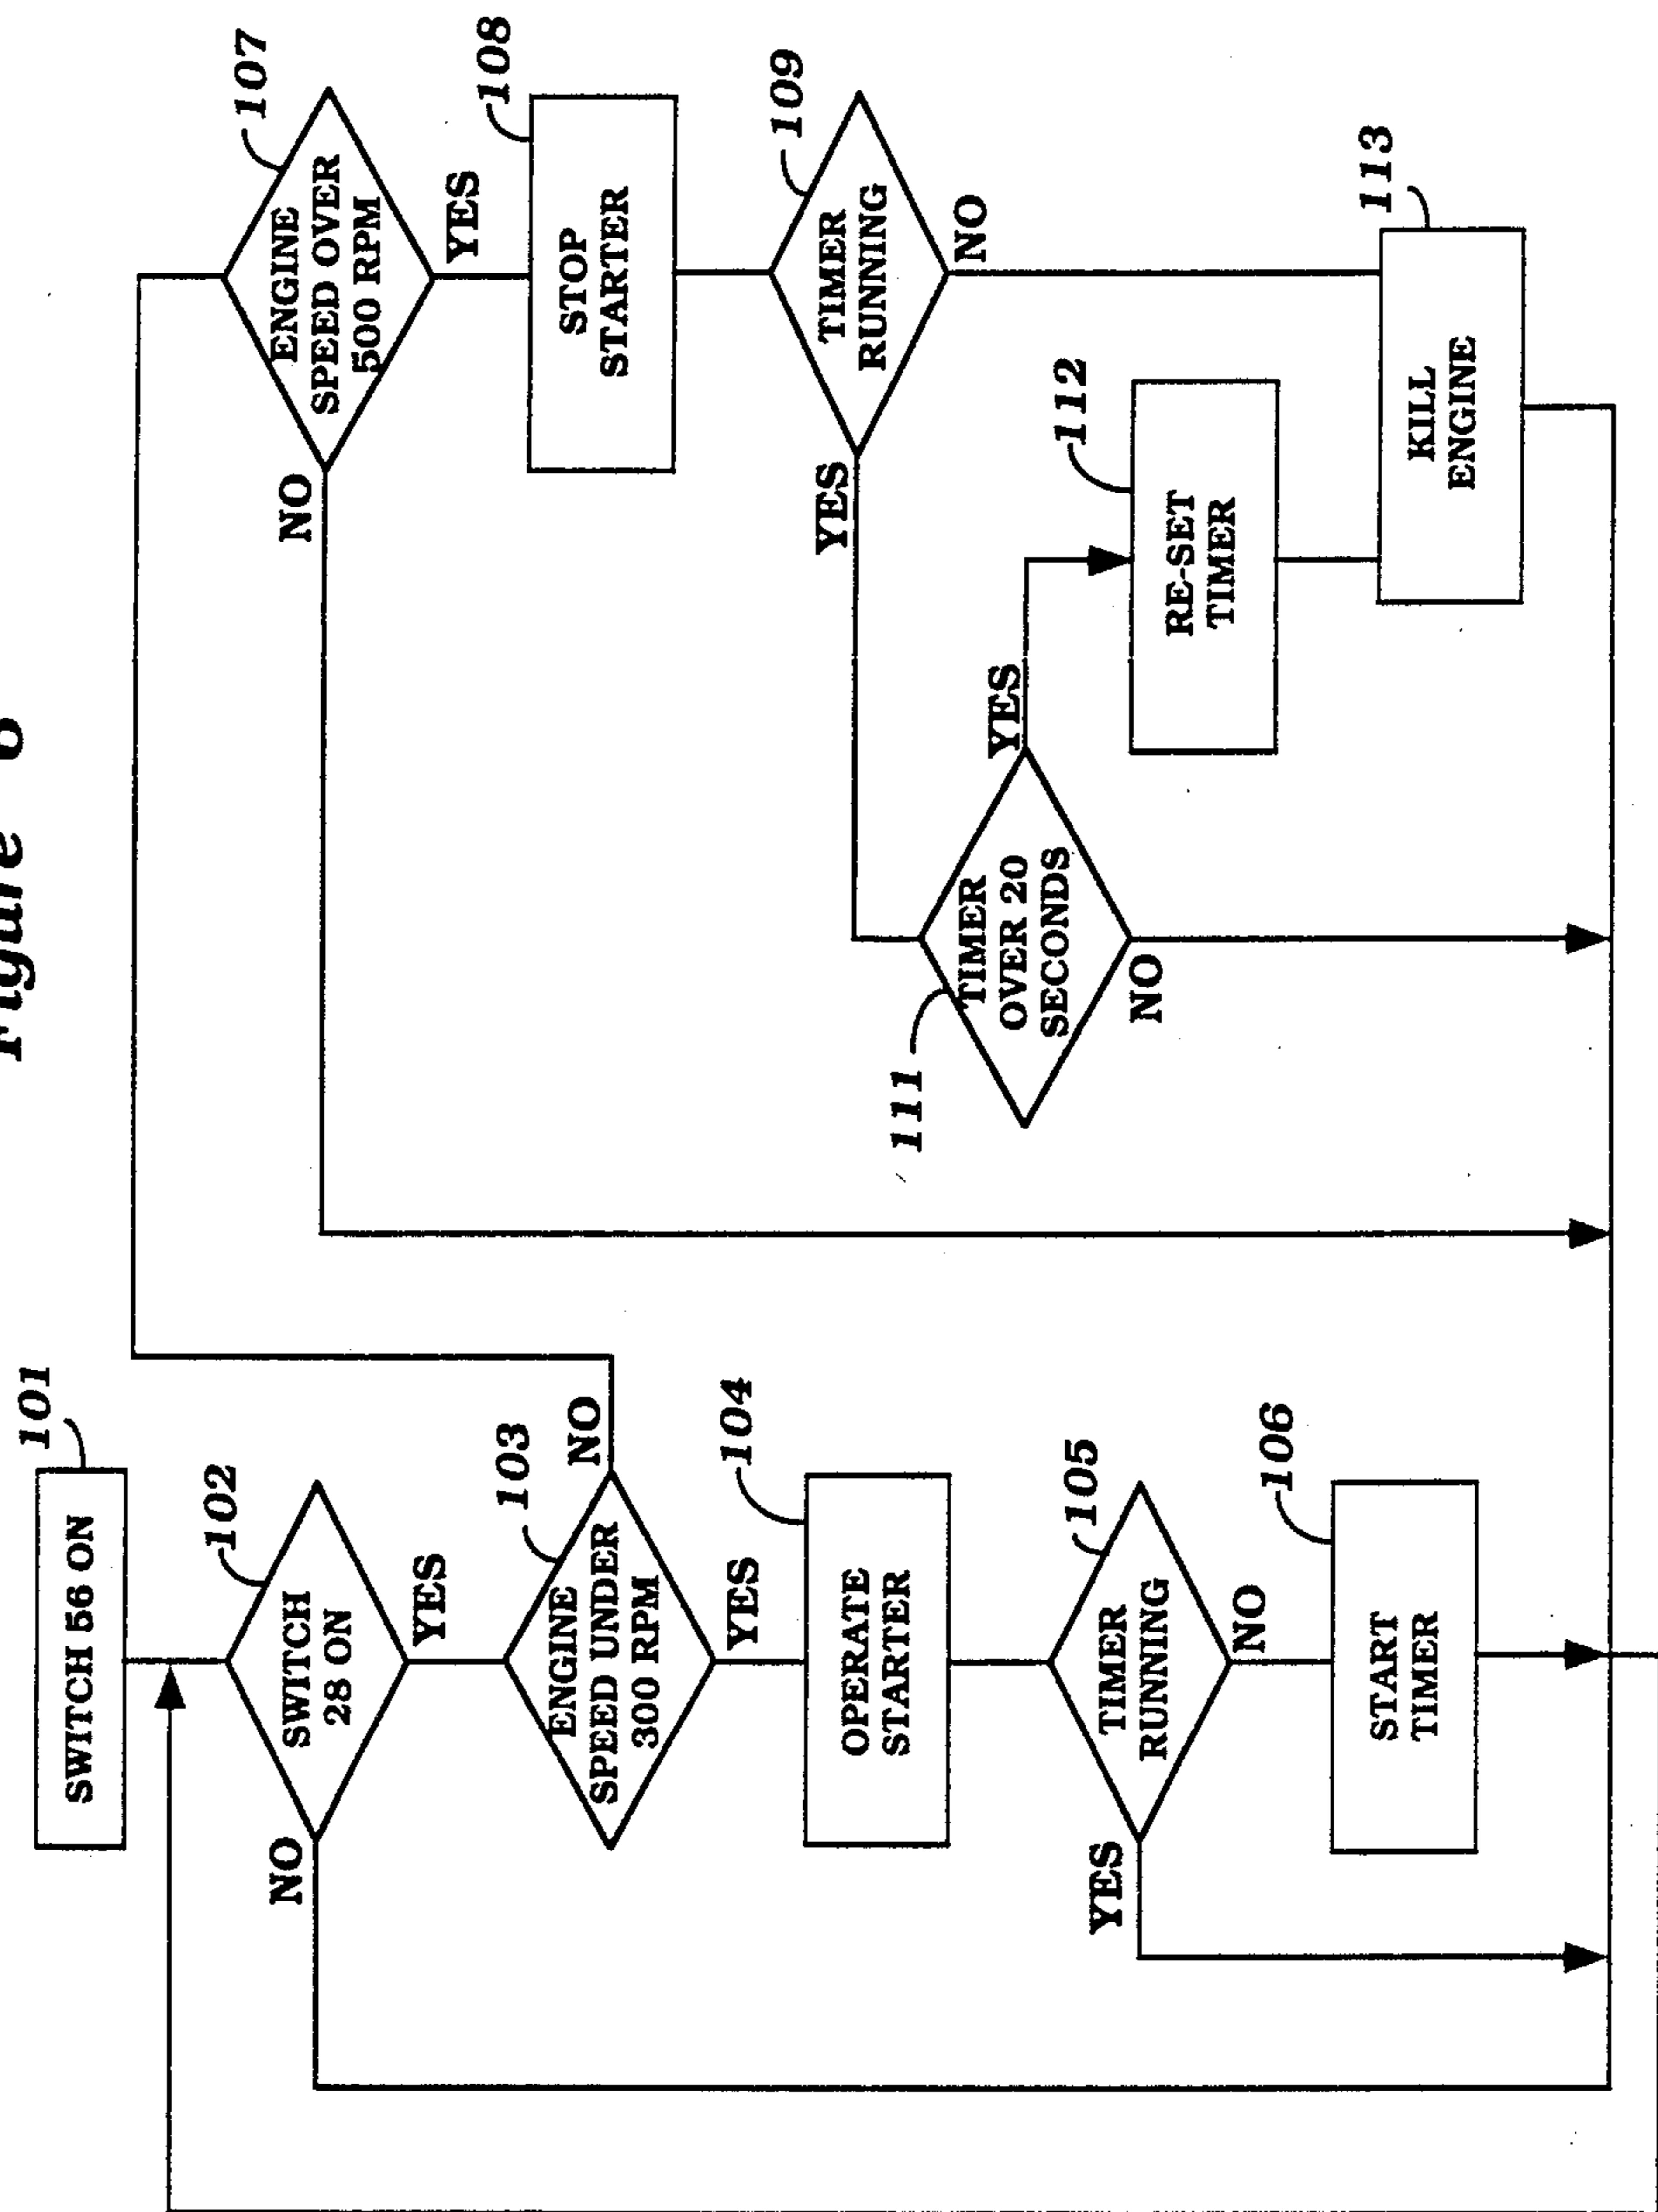 Figure 6
101
SWITCH 56 ON
102
SWITCH
28 ON
NO
YES
103
ENGINE
SPEED UNDER
300 RPM
NO
YES
104
OPERATE
STARTER
105
TIMER
RUNNING
YES
NO
106
START
TIMER
107
ENGINE
SPEED OVER
500 RPM
NO
YES
108
STOP
STARTER
109
TIMER
RUNNING
YES
NO
111
TIMER
OVER 20
SECONDS
YES
NO
112
RE-SET
TIMER
113
KILL
ENGINE